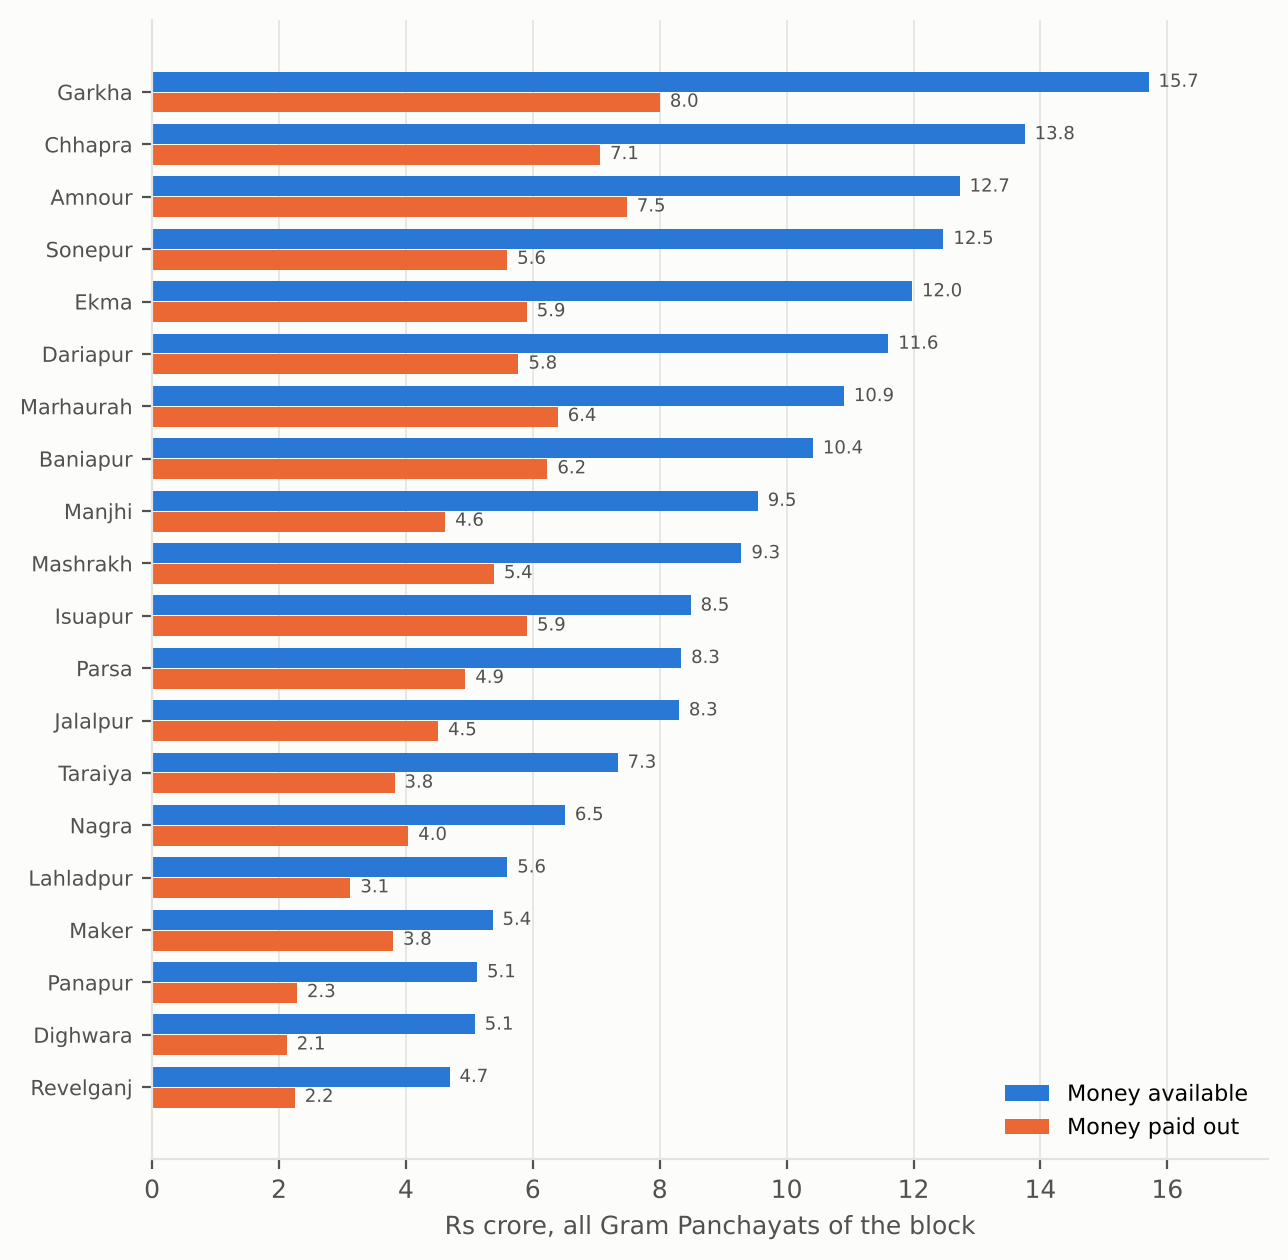 Garkha 15.7
8.0
Chhapra 13.8
7.1
Amnour 12.7
7.5
Sonepur 12.5
5.6
Ekma 12.0
5.9
Dariapur 11.6
5.8
Marhaurah 10.9
6.4
Baniapur 10.4
6.2
Manjhi 9.5
4.6
Mashrakh 9.3
5.4
Isuapur 8.5
5.9
Parsa 8.3
4.9
Jalalpur 8.3
4.5
Taraiya 7.3
3.8
Nagra 6.5
4.0
Lahladpur 5.6
3.1
Maker 5.4
3.8
Panapur 5.1
2.3
Dighwara 5.1
2.1
Revelganj 4.7
2.2
Money available
Money paid out
0 2 4 6 8 10 12 14 16
Rs crore, all Gram Panchayats of the block